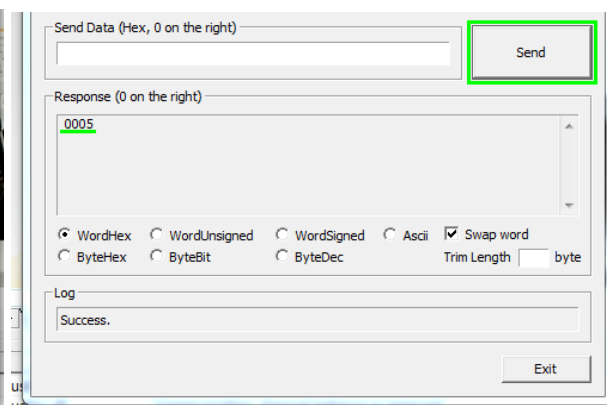 Send Data (Hex, 0 on the right)
Send
Response (0 on the right)
0005
WordHex WordUnsigned WordSigned Ascii Swap word
ByteHex ByteBit ByteDec Trim Length byte
Log
Success.
Exit